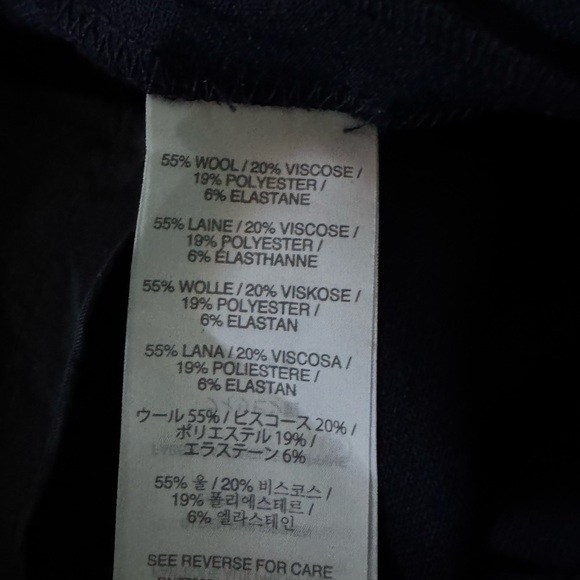 55% WOOL / 20% VISCOSE /
19% POLYESTER /
6% ELASTANE
55% LAINE / 20% VISCOSE /
19% POLYESTER /
6% ÉLASTHANNE
55% WOLLE / 20% VISKOSE /
19% POLYESTER /
6% ELASTAN
55% LANA / 20% VISCOSA /
19% POLIESTERE /
6% ELASTAN
ウール 55% / ビスコース 20% /
ポリエステル 19% /
エラステーン 6%
55% 울 / 20% 비스코스 /
19% 폴리에스테르 /
6% 엘라스테인
SEE REVERSE FOR CARE